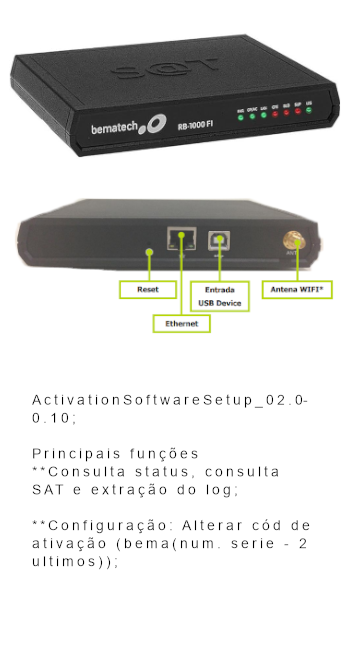 S@T
bematech
RB-1000 FI
Reset
Entrada
USB Device
Antena WIFI*
Ethernet
ActivationSoftwareSetup_02.0-
0.10;
Principais funções
**Consulta status, consulta
SAT e extração do log;
**Configuração: Alterar cód de
ativação (bema(num. serie - 2
ultimos));